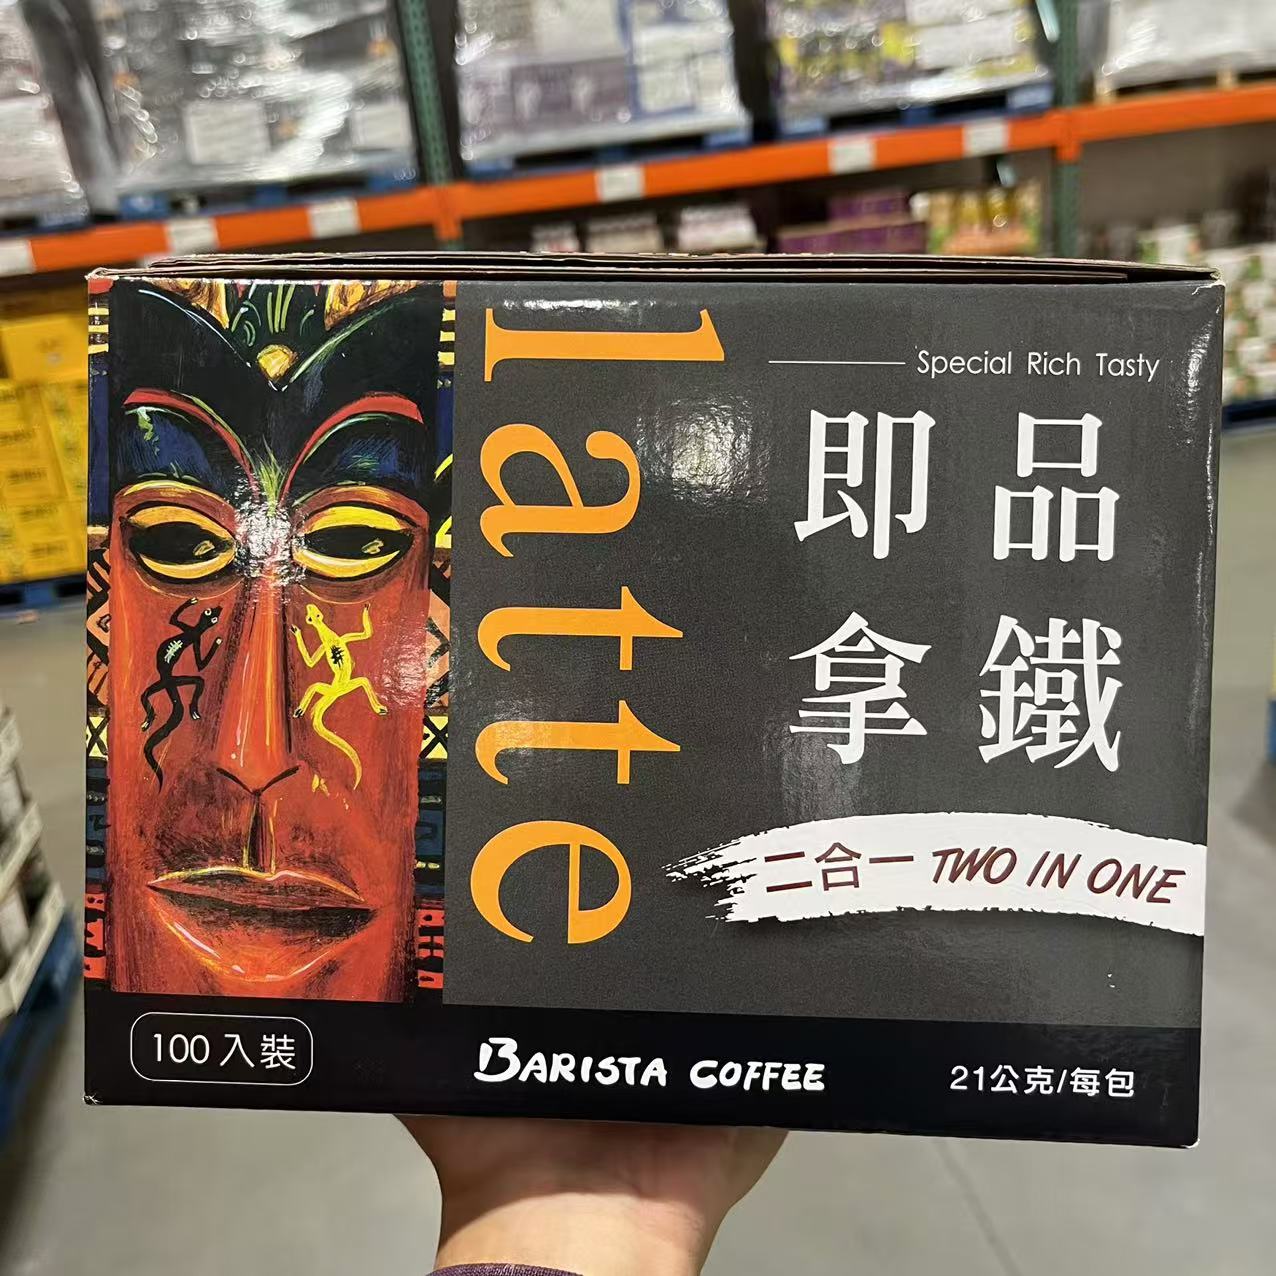 latte
Special Rich Tasty
即品
拿鐵
二合一 TWO IN ONE
100入裝
BARISTA COFFEE
21公克/每包